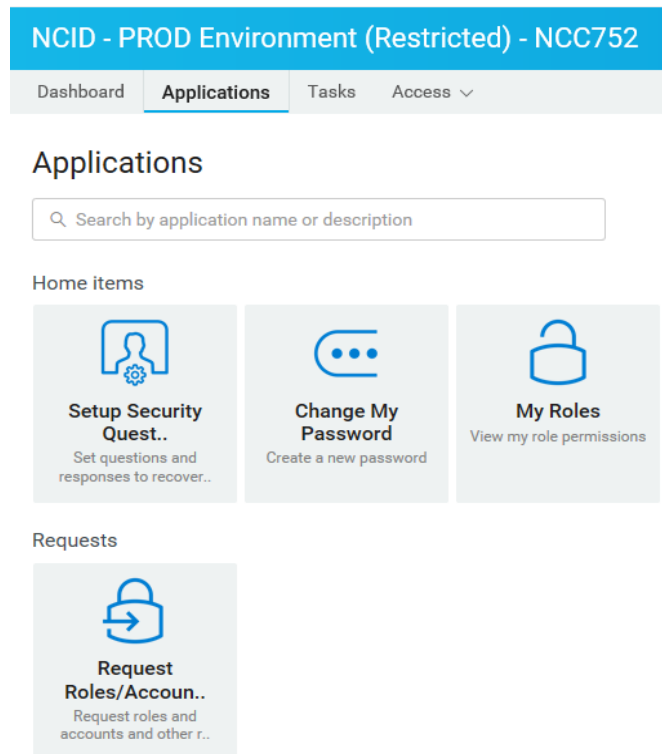 NCID - PROD Environment (Restricted) - NCC752
Dashboard Applications Tasks Access
Applications
Search by application name or description
Home items
Setup Security
Quest..
Set questions and
responses to recover..
Change My
Password
Create a new password
My Roles
View my role permissions
Requests
Request
Roles/Accoun..
Request roles and
accounts and other r..